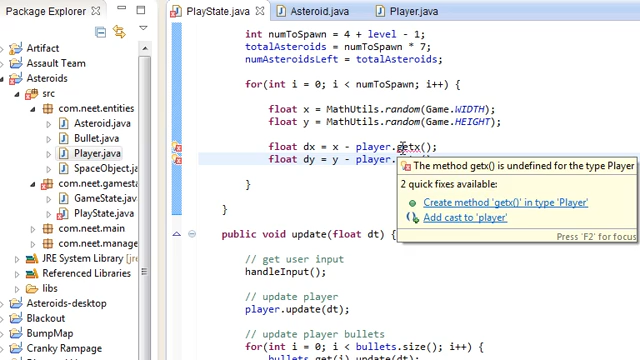 Package Explorer
PlayState.java
Asteroid.java
Player.java
Artifact
Assault Team
Asteroids
src
com.neet.entities
Asteroid.java
Bullet.java
Player.java
SpaceObject.j
com.neet.gamesta
GameState.java
PlayState.java
com.neet.main
com.neet.manage
JRE System Library [J
Referenced Libraries
libs
Asteroids-desktop
Blackout
BumpMap
Cranky Rampage
int numToSpawn = 4 + level - 1;
totalAsteroids = numToSpawn * 7;
numAsteroidsLeft = totalAsteroids;
for(int i = 0; i < numToSpawn; i++) {
float x = MathUtils.random(Game.WIDTH);
float y = MathUtils.random(Game.HEIGHT);
float dx = x - player.getx();
float dy = y - player.
The method getx() is undefined for the type Player
2 quick fixes available:
Create method 'getx()' in type 'Player'
Add cast to 'player'
Press 'F2' for focus
}
}
public void update(float dt) {
// get user input
handleInput();
// update player
player.update(dt);
// update player bullets
for(int i = 0; i < bullets.size(); i++) {
bullets.get(i).update(dt);